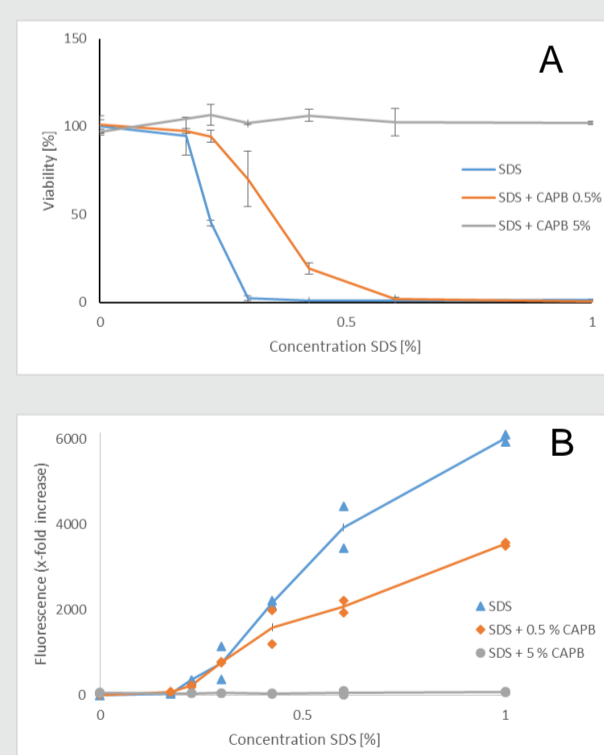 A
150
100
50
0
Viability [%]
SDS
SDS + CAPB 0.5%
SDS + CAPB 5%
0 0.5 1
Concentration SDS [%]
B
6000
4000
2000
0
Fluorescence (x-fold increase)
SDS
SDS + 0.5 % CAPB
SDS + 5 % CAPB
0 0.5 1
Concentration SDS [%]